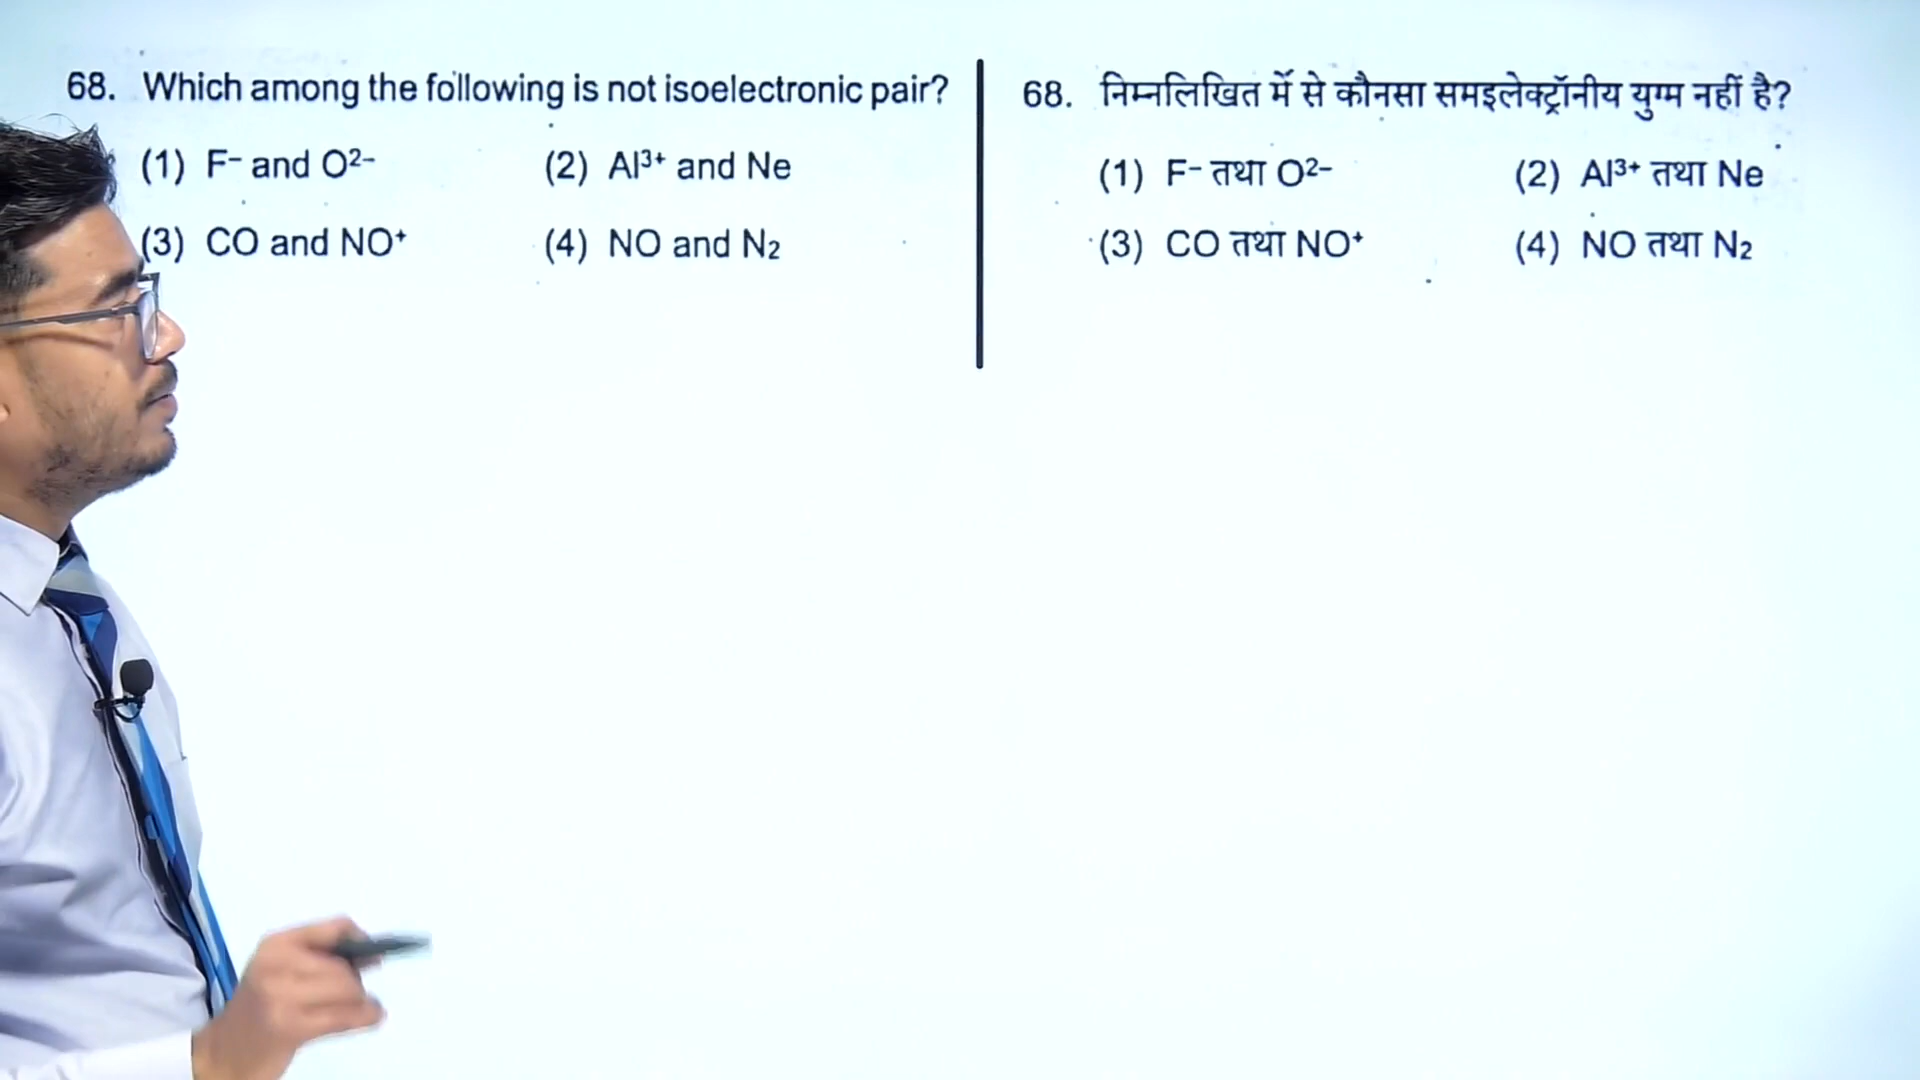 68. Which among the following is not isoelectronic pair?
(1) F⁻ and O²⁻ (2) Al³⁺ and Ne
(3) CO and NO⁺ (4) NO and N₂
68. निम्नलिखित में से कौनसा समइलेक्ट्रॉनीय युग्म नहीं है?
(1) F⁻ तथा O²⁻ (2) Al³⁺ तथा Ne
(3) CO तथा NO⁺ (4) NO तथा N₂